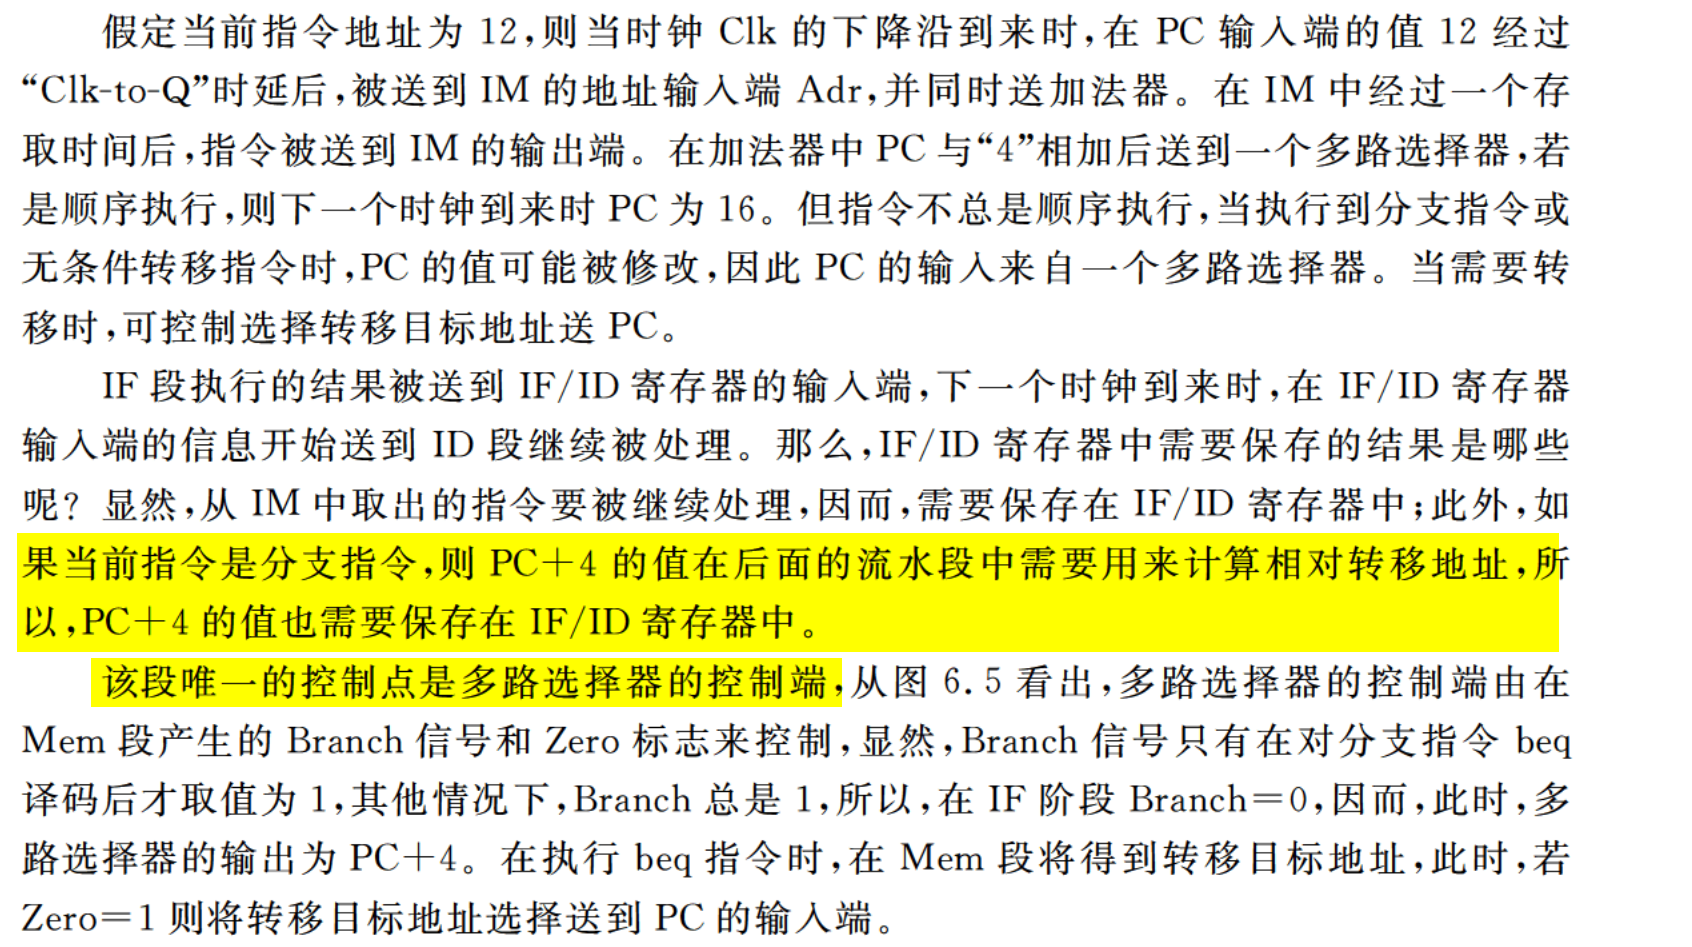 假定当前指令地址为 12,则当时钟 Clk 的下降沿到来时,在 PC 输入端的值 12 经过
“Clk-to-Q”时延后,被送到 IM 的地址输入端 Adr,并同时送加法器。在 IM 中经过一个存
取时间后,指令被送到 IM 的输出端。在加法器中 PC 与“4”相加后送到一个多路选择器,若
是顺序执行,则下一个时钟到来时 PC 为 16。但指令不总是顺序执行,当执行到分支指令或
无条件转移指令时,PC 的值可能被修改,因此 PC 的输入来自一个多路选择器。当需要转
移时,可控制选择转移目标地址送 PC。
IF 段执行的结果被送到 IF/ID 寄存器的输入端,下一个时钟到来时,在 IF/ID 寄存器
输入端的信息开始送到 ID 段继续被处理。那么,IF/ID 寄存器中需要保存的结果是哪些
呢？显然,从 IM 中取出的指令要被继续处理,因而,需要保存在 IF/ID 寄存器中;此外,如
果当前指令是分支指令,则 PC+4 的值在后面的流水段中需要用来计算相对转移地址,所
以,PC+4 的值也需要保存在 IF/ID 寄存器中。
该段唯一的控制点是多路选择器的控制端,从图 6.5 看出,多路选择器的控制端由在
Mem 段产生的 Branch 信号和 Zero 标志来控制,显然,Branch 信号只有在对分支指令 beq
译码后才取值为 1,其他情况下,Branch 总是 1,所以,在 IF 阶段 Branch=0,因而,此时,多
路选择器的输出为 PC+4。在执行 beq 指令时,在 Mem 段将得到转移目标地址,此时,若
Zero=1 则将转移目标地址选择送到 PC 的输入端。